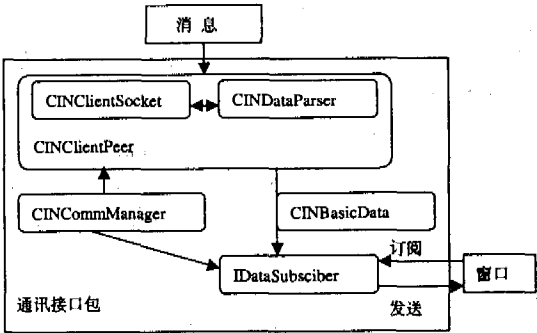 消 息
CINClientSocket
CINDataParser
CINClientPeer
CINCommManager
CINBasicData
订阅
IDataSubsciber
窗口
通讯接口包
发送